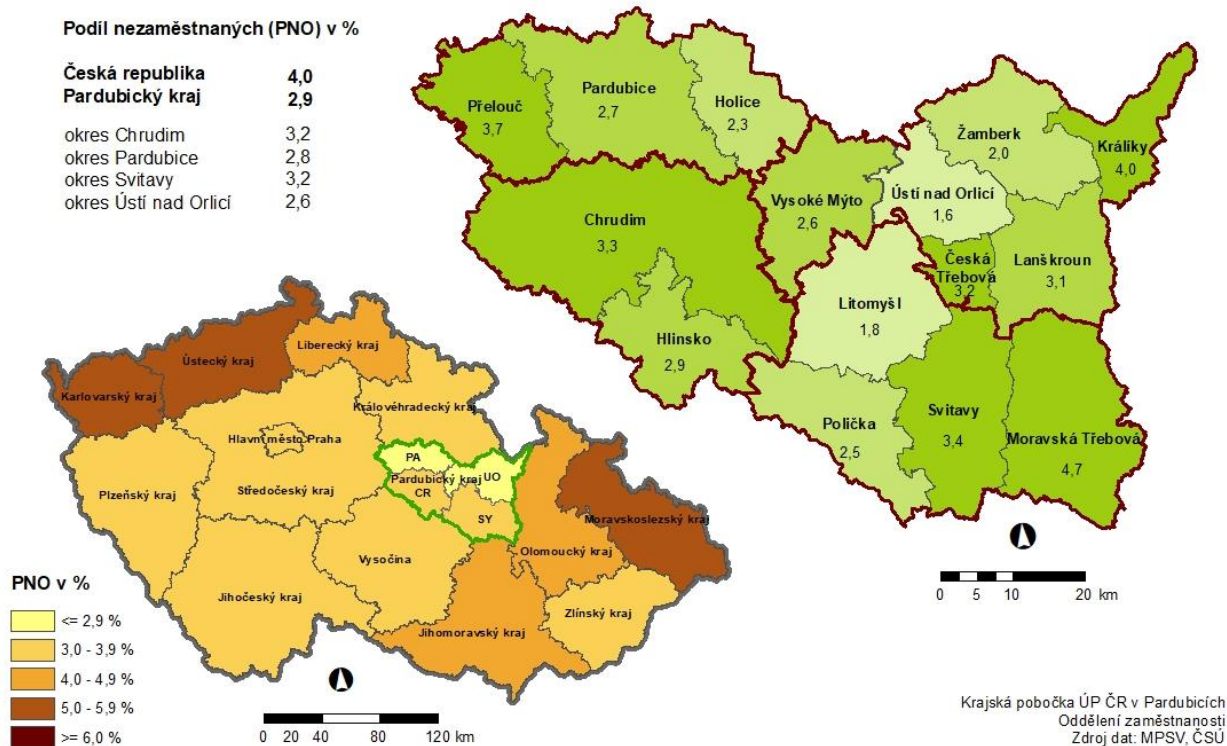 Podíl nezaměstnaných (PNO) v %
Česká republika 4,0
Pardubický kraj 2,9
okres Chrudim 3,2
okres Pardubice 2,8
okres Svitavy 3,2
okres Ústí nad Orlicí 2,6
Přelouč
3,7
Pardubice
2,7
Holice
2,3
Žamberk
2,0
Králíky
4,0
Ústí nad Orlicí
1,6
Vysoké Mýto
2,6
Chrudim
3,3
Česká
Třebová
3,2
Lanškroun
3,1
Litomyšl
1,8
Hlinsko
2,9
Polička
2,5
Svitavy
3,4
Moravská Třebová
4,7
0 5 10 20 km
Liberecký kraj
Ústecký kraj
Karlovarský kraj
Královéhradecký kraj
Hlavní město Praha
PA
Pardubický kraj
UO
CR
Plzeňský kraj
Středočeský kraj
SY
Moravskoslezský kraj
Vysočina
Olomoucký kraj
Jihočeský kraj
Zlínský kraj
Jihomoravský kraj
PNO v %
<= 2,9 %
3,0 - 3,9 %
4,0 - 4,9 %
5,0 - 5,9 %
>= 6,0 %
0 20 40 80 120 km
Krajská pobočka ÚP ČR v Pardubicích
Oddělení zaměstnanosti
Zdroj dat: MPSV, ČSÚ